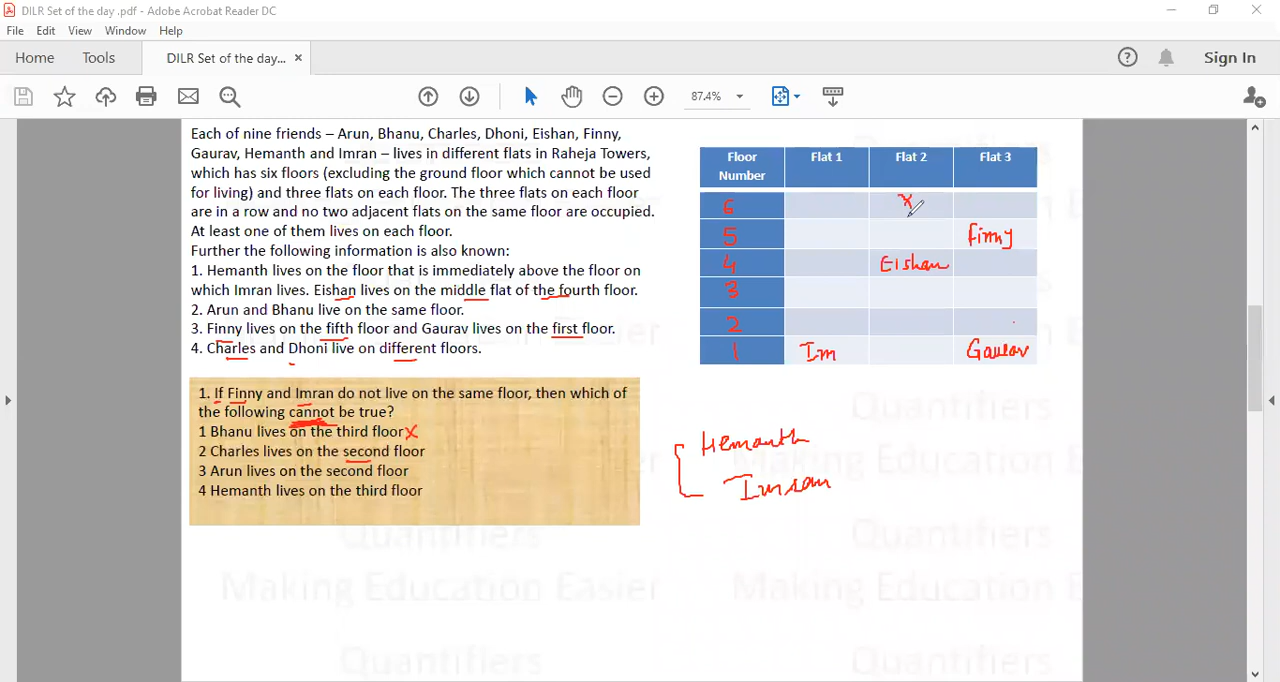 DILR Set of the day .pdf - Adobe Acrobat Reader DC
File Edit View Window Help
Home Tools DILR Set of the day... × Sign In
87.4%
Each of nine friends – Arun, Bhanu, Charles, Dhoni, Eishan, Finny,
Gaurav, Hemanth and Imran – lives in different flats in Raheja Towers,
which has six floors (excluding the ground floor which cannot be used
for living) and three flats on each floor. The three flats on each floor
are in a row and no two adjacent flats on the same floor are occupied.
At least one of them lives on each floor.
Further the following information is also known:
1. Hemanth lives on the floor that is immediately above the floor on
which Imran lives. Eishan lives on the middle flat of the fourth floor.
2. Arun and Bhanu live on the same floor.
3. Finny lives on the fifth floor and Gaurav lives on the first floor.
4. Charles and Dhoni live on different floors.
1. If Finny and Imran do not live on the same floor, then which of
the following cannot be true?
1 Bhanu lives on the third floor X
2 Charles lives on the second floor
3 Arun lives on the second floor
4 Hemanth lives on the third floor
Floor Number Flat 1 Flat 2 Flat 3
6 X
5 Finny
4 Eishan
3
2
1 Im Gaurav
Hemanth
Imran
Quantifiers Quantifiers
Making Education Easier Making Education Easier
Quantifiers Quantifiers